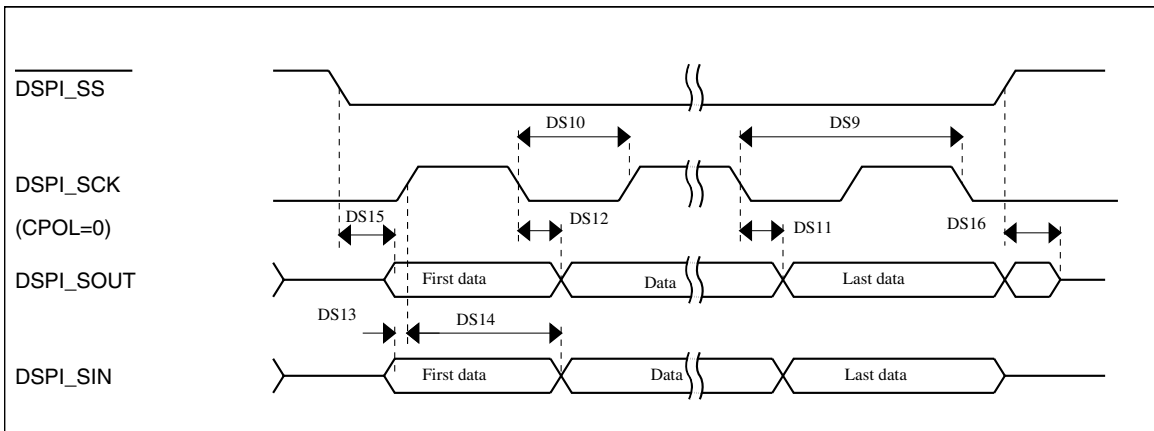 DSPI_SS
DS10
DS9
DSPI_SCK
(CPOL=0)
DS15
DS12
DS11
DS16
DSPI_SOUT
First data
Data
Last data
DS13
DS14
DSPI_SIN
First data
Data
Last data